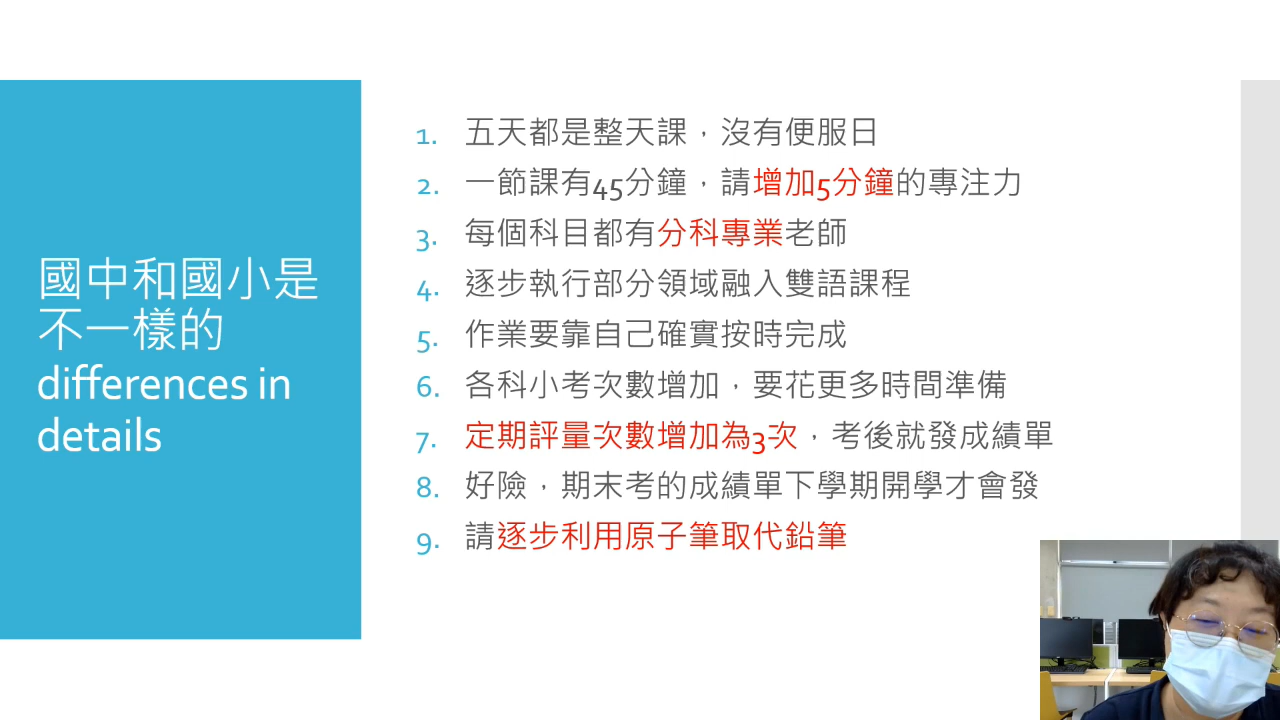 國中和國小是
不一樣的
differences in
details
1. 五天都是整天課，沒有便服日
2. 一節課有45分鐘，請增加5分鐘的專注力
3. 每個科目都有分科專業老師
4. 逐步執行部分領域融入雙語課程
5. 作業要靠自己確實按時完成
6. 各科小考次數增加，要花更多時間準備
7. 定期評量次數增加為3次，考後就發成績單
8. 好險，期末考的成績單下學期開學才會發
9. 請逐步利用原子筆取代鉛筆